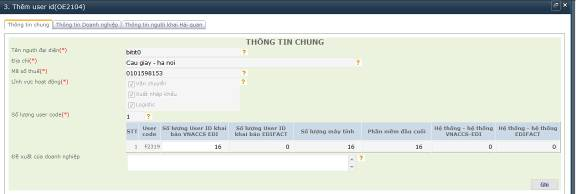 3. Thêm user id(OE2104)
Thông tin chung Thông tin Doanh nghiệp Thông tin người khai Hải quan
THÔNG TIN CHUNG
Tên người đại diện(*) ?
Địa chỉ(*) Cau giay - ha noi ?
Mã số thuế(*) 0101598153 ?
Lĩnh vực hoạt động(*) Vận chuyển ?
Xuất nhập khẩu
Logistic
Số lượng user code(*) 1 ?
STT User code Số lượng User ID khai báo VNACCS EDI Số lượng User ID khai báo EDIFACT Số lượng máy tính Phần mềm đầu cuối Hệ thống - hệ thống VNACCS-EDI Hệ thống - hệ thống EDIFACT
1 F2319 16 0 16 16 0 0
Đề xuất của doanh nghiệp ?
Ghi